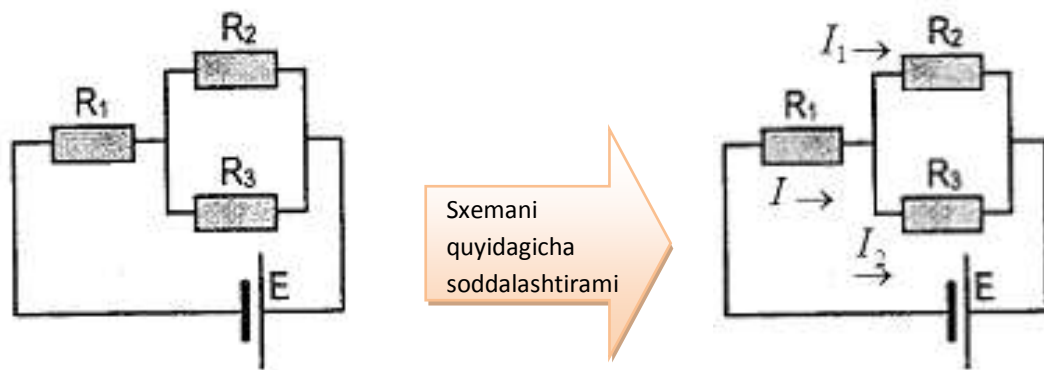 R₂
R₁
R₃
E
Sxemani
quyidagicha
soddalashtirami
I₁ →
R₂
R₁
I →
R₃
I₂ →
E